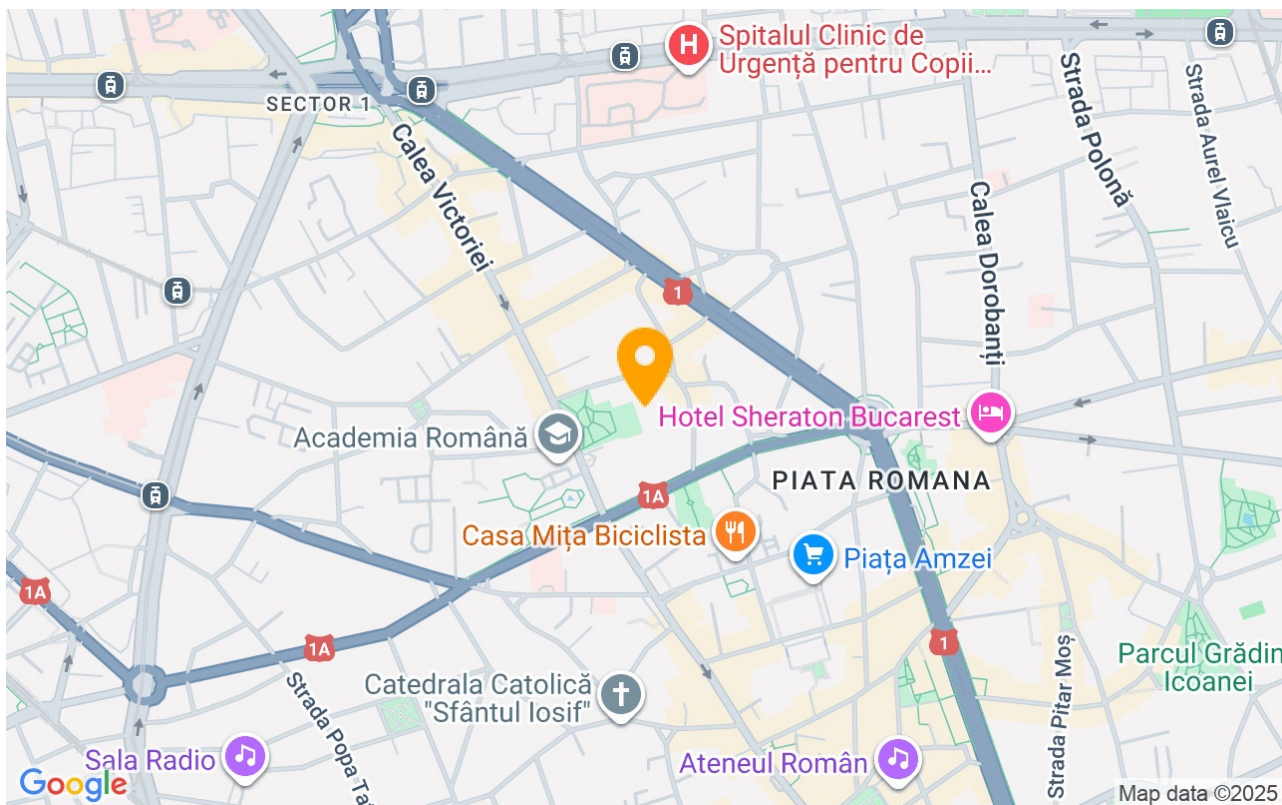 Spitalul Clinic de
Urgență pentru Copii...
SECTOR 1
Strada Polonă
Strada Aurel Vlaicu
Calea Victoriei
Calea Dorobanți
1
Hotel Sheraton Bucarest
Academia Română
PIATA ROMANA
1A
Casa Mița Biciclista
Piața Amzei
1A
1A
1
Parcul Grădin
Icoanei
Strada Pitar Moș
Catedrala Catolică
"Sfântul Iosif"
Strada Popa Ta
Sala Radio
Ateneul Român
Google
Map data ©2025